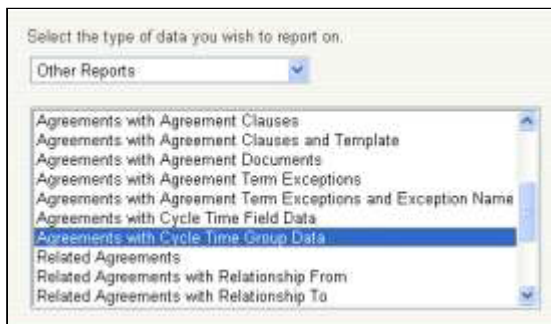 Select the type of data you wish to report on.
Other Reports
Agreements with Agreement Clauses
Agreements with Agreement Clauses and Template
Agreements with Agreement Documents
Agreements with Agreement Term Exceptions
Agreements with Agreement Term Exceptions and Exception Name
Agreements with Cycle Time Field Data
Agreements with Cycle Time Group Data
Related Agreements
Related Agreements with Relationship From
Related Agreements with Relationship To